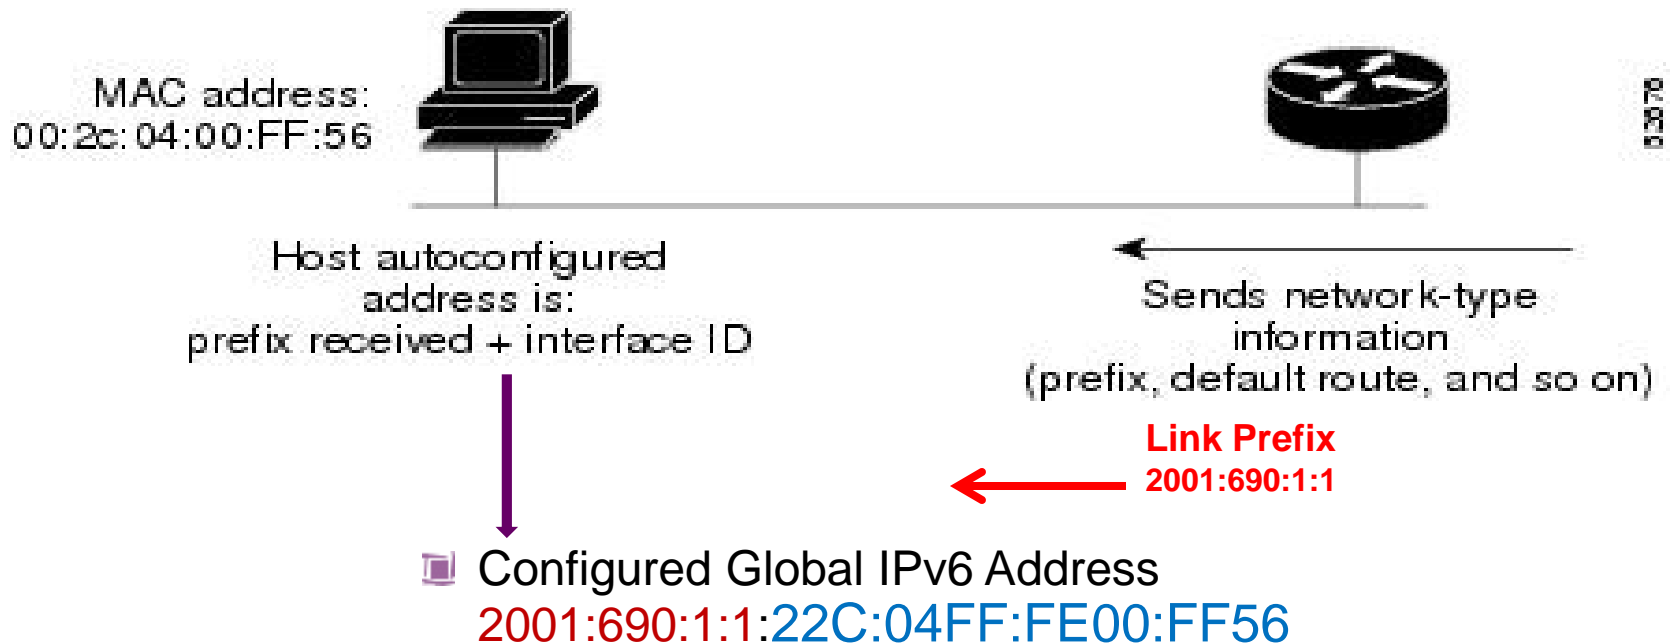 MAC address:
00:2c:04:00:FF:56
52676
Host autoconfigured
address is:
prefix received + interface ID
Sends network-type
information
(prefix, default route, and so on)
Link Prefix
2001:690:1:1
Configured Global IPv6 Address
2001:690:1:1:22C:04FF:FE00:FF56